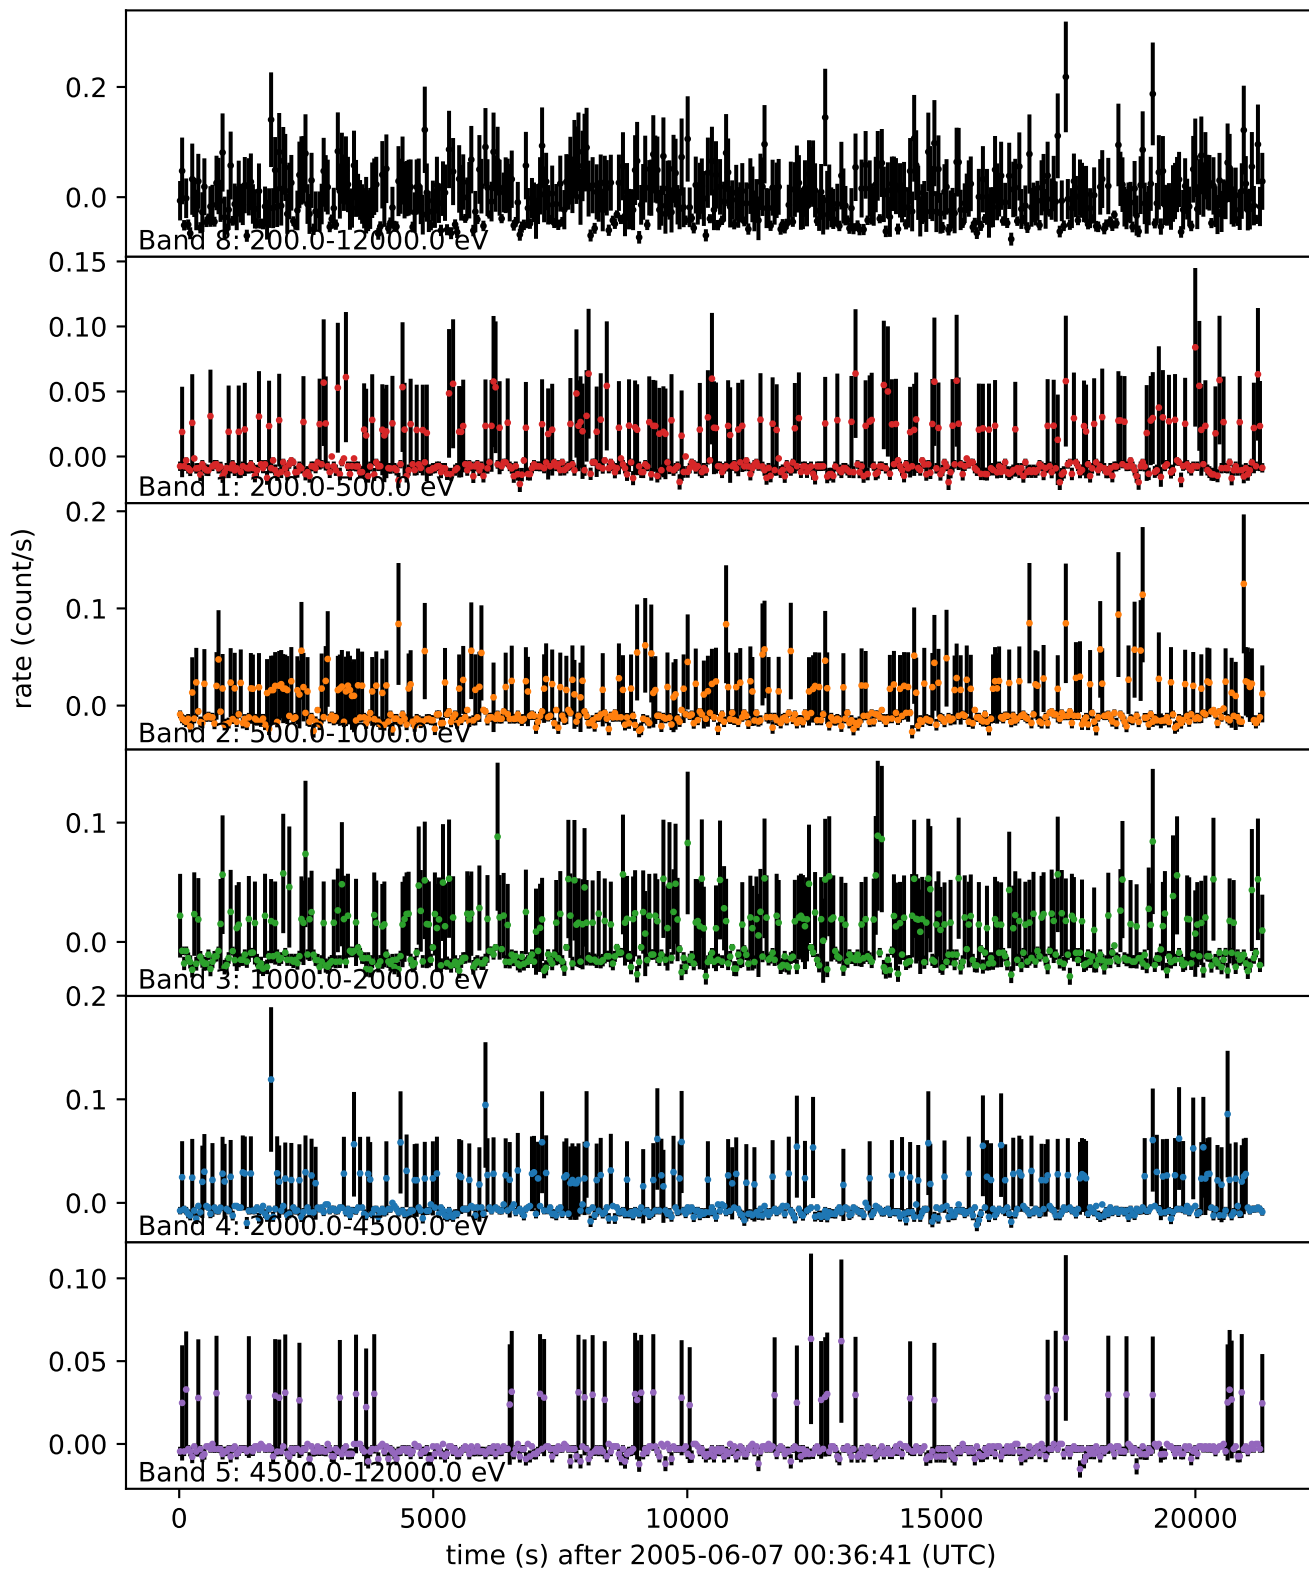 0.2
0.0
Band 8: 200.0-12000.0 eV
0.15
0.10
0.05
0.00
Band 1: 200.0-500.0 eV
0.2
0.1
0.0
Band 2: 500.0-1000.0 eV
rate (count/s)
0.1
0.0
Band 3: 1000.0-2000.0 eV
0.2
0.1
0.0
Band 4: 2000.0-4500.0 eV
0.10
0.05
0.00
Band 5: 4500.0-12000.0 eV
0 5000 10000 15000 20000
time (s) after 2005-06-07 00:36:41 (UTC)